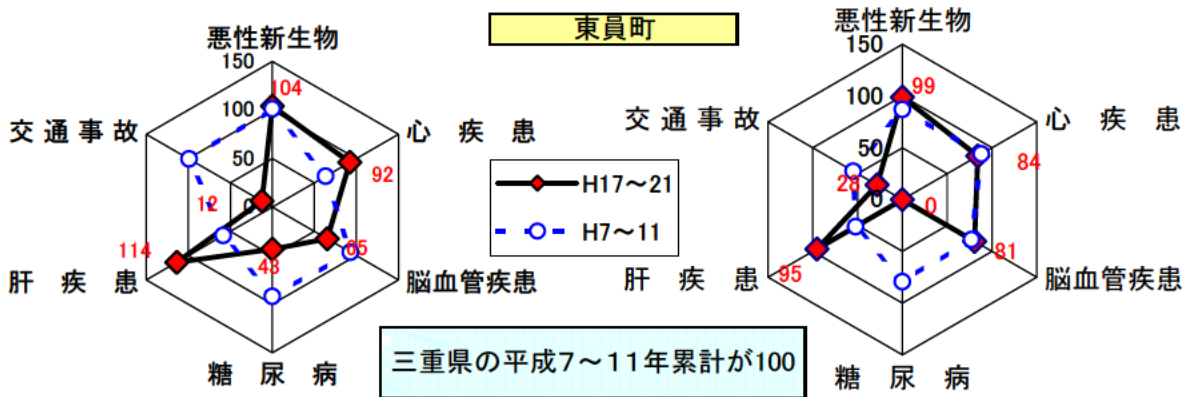 東員町
悪性新生物
150
100
50
0
104
心疾患
92
脳血管疾患
65
糖尿病
43
肝疾患
114
交通事故
12
H17～21
H7～11
悪性新生物
150
100
50
0
99
心疾患
84
脳血管疾患
81
糖尿病
0
肝疾患
95
交通事故
28
三重県の平成7～11年累計が100